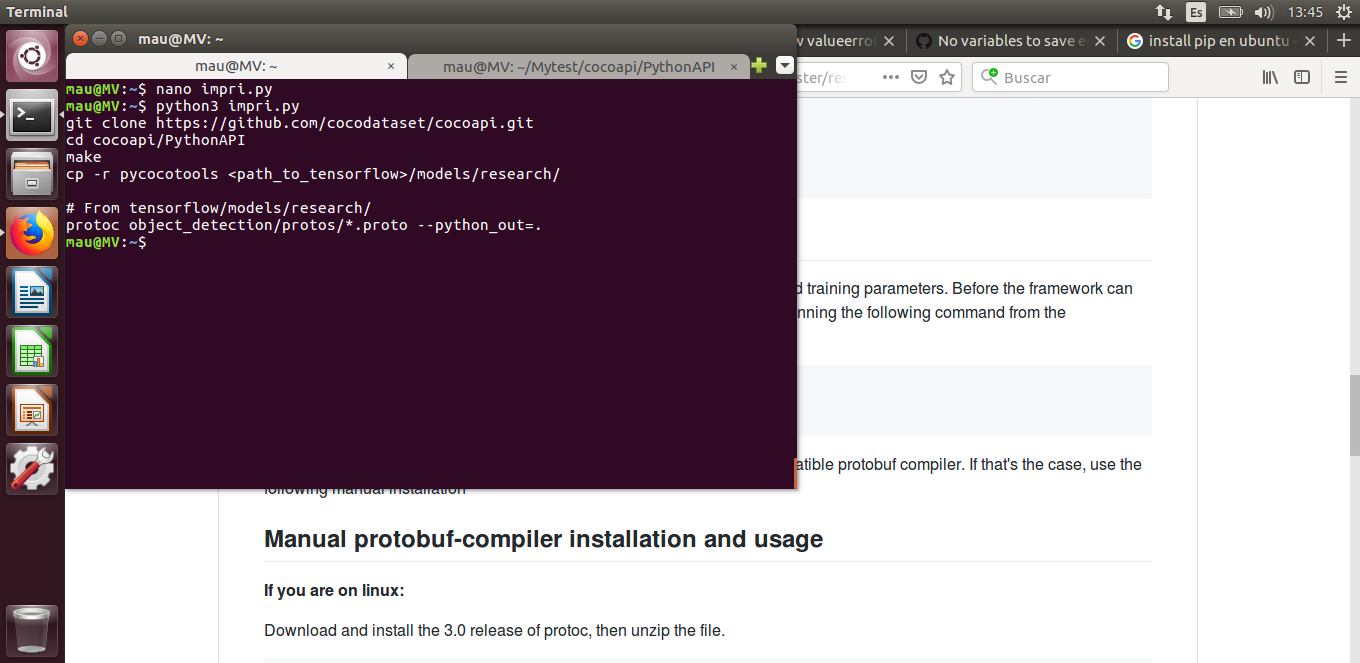 Terminal
Es
13:45
mau@MV: ~
mau@MV: ~
mau@MV: ~/Mytest/cocoapi/PythonAPI
valueerror
No variables to save
install pip en ubuntu
Buscar
mau@MV:~$ nano impri.py
mau@MV:~$ python3 impri.py
git clone https://github.com/cocodataset/cocoapi.git
cd cocoapi/PythonAPI
make
cp -r pycocotools <path_to_tensorflow>/models/research/
# From tensorflow/models/research/
protoc object_detection/protos/*.proto --python_out=.
mau@MV:~$
training parameters. Before the framework can
the following command from the
protobuf compiler. If that's the case, use the
following manual installation
Manual protobuf-compiler installation and usage
If you are on linux:
Download and install the 3.0 release of protoc, then unzip the file.